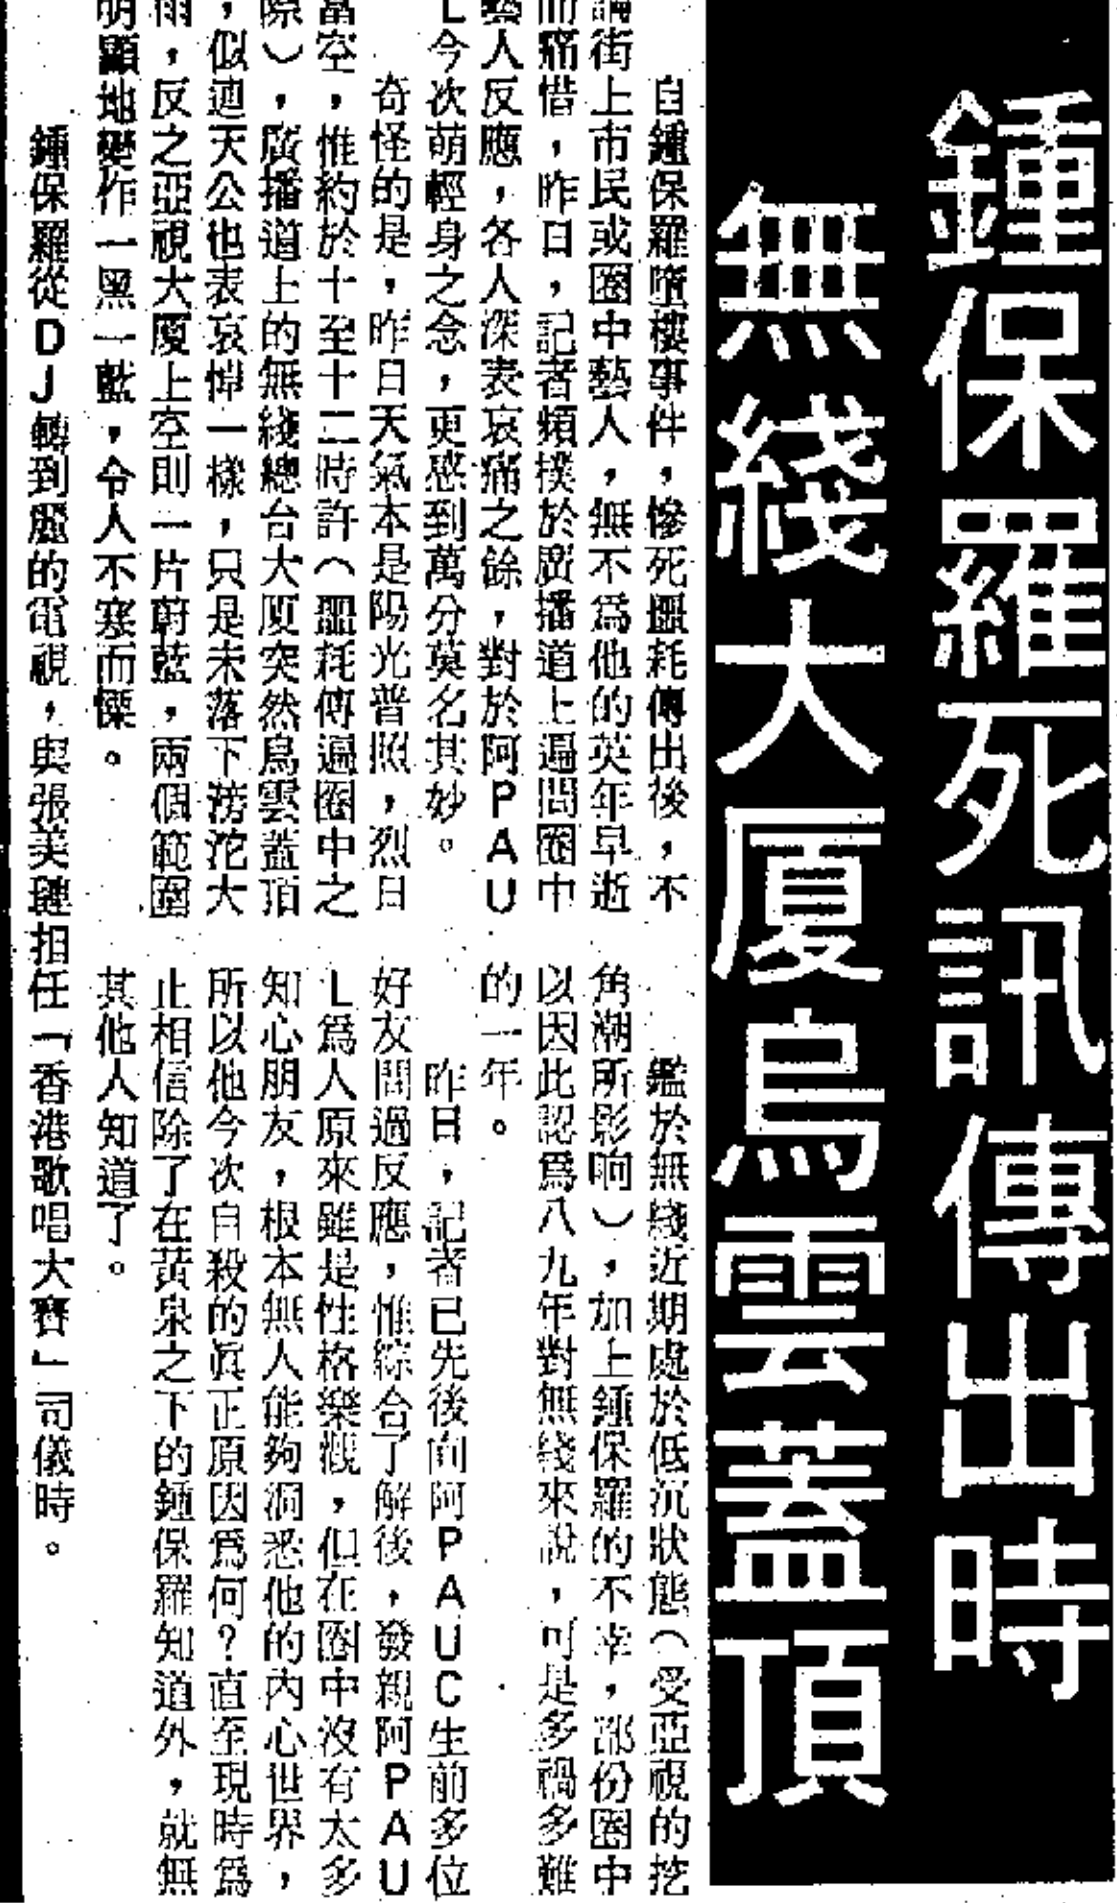 鍾保羅死訊傳出時
無綫大厦烏雲蓋頂
自鍾保羅墮樓事件，慘死噩耗傳出後，不
論街上市民或圈中藝人，無不爲他的英年早逝
而痛惜，昨日，記者頻撲於廣播道上遍問圈中
藝人反應，各人深表哀痛之餘，對於阿PAU
L今次萌輕身之念，更感到萬分莫名其妙。
奇怪的是，昨日天氣本是陽光普照，烈日
當空，惟約於十至十二時許（噩耗傳遍圈中之
際），廣播道上的無綫總台大厦突然烏雲蓋頂
，似迴天公也表哀悼一樣，只是未落下滂沱大
雨，反之亞視大厦上空則一片蔚藍，兩個範圍
明顯地變作一黑一藍，令人不寒而慄。
鑑於無綫近期處於低沉狀態（受亞視的挖
角潮所影响），加上鍾保羅的不幸，部份圈中
以因此認爲八九年對無綫來說，可是多禍多難
的一年。
昨日，記者已先後向阿PAUC生前多位
好友問過反應，惟綜合了解後，發親阿PAU
L爲人原來雖是性格樂觀，但在圈中沒有太多
知心朋友，根本無人能夠洞悉他的內心世界，
所以他今次自殺的眞正原因爲何？直至現時爲
止相信除了在黃泉之下的鍾保羅知道外，就無
其他人知道了。
鍾保羅從DJ轉到麗的電視，與張美璉担任「香港歌唱大賽」司儀時。